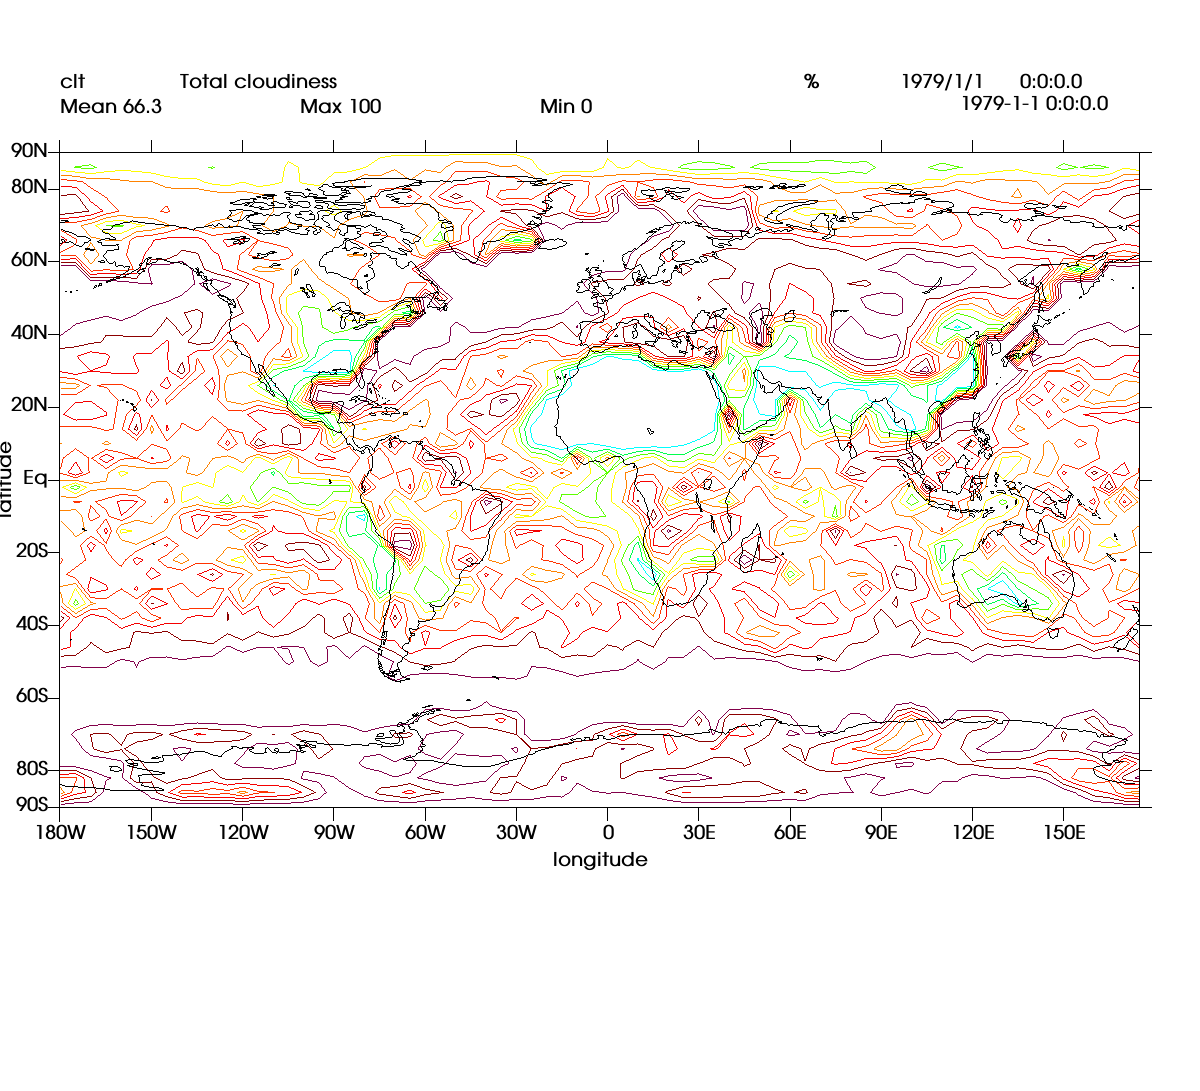 clt Total cloudiness % 1979/1/1 0:0:0.0
Mean 66.3 Max 100 Min 0 1979-1-1 0:0:0.0
90N
80N
60N
40N
20N
Eq
20S
40S
60S
80S
90S
latitude
180W 150W 120W 90W 60W 30W 0 30E 60E 90E 120E 150E
longitude